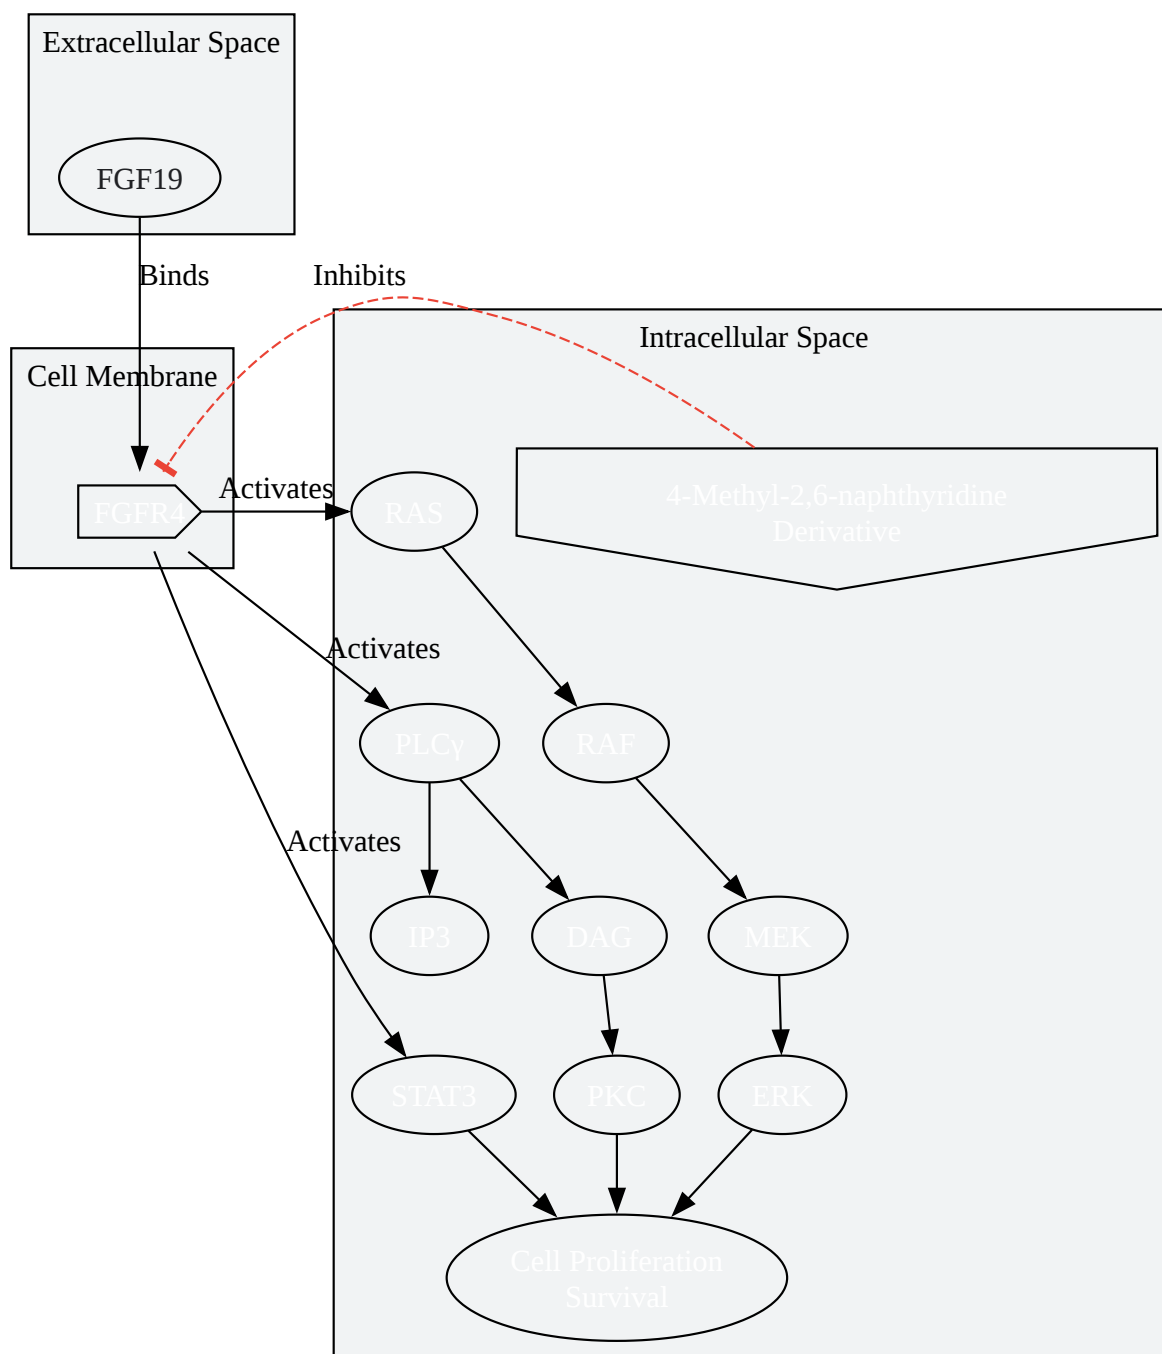 Extracellular Space
FGF19
Binds
Inhibits
Intracellular Space
Cell Membrane
4-Methyl-2,6-naphthyridine
Derivative
FGFR4
Activates
RAS
Activates
PLCγ
RAF
Activates
IP3
DAG
MEK
STAT3
PKC
ERK
Cell Proliferation
Survival